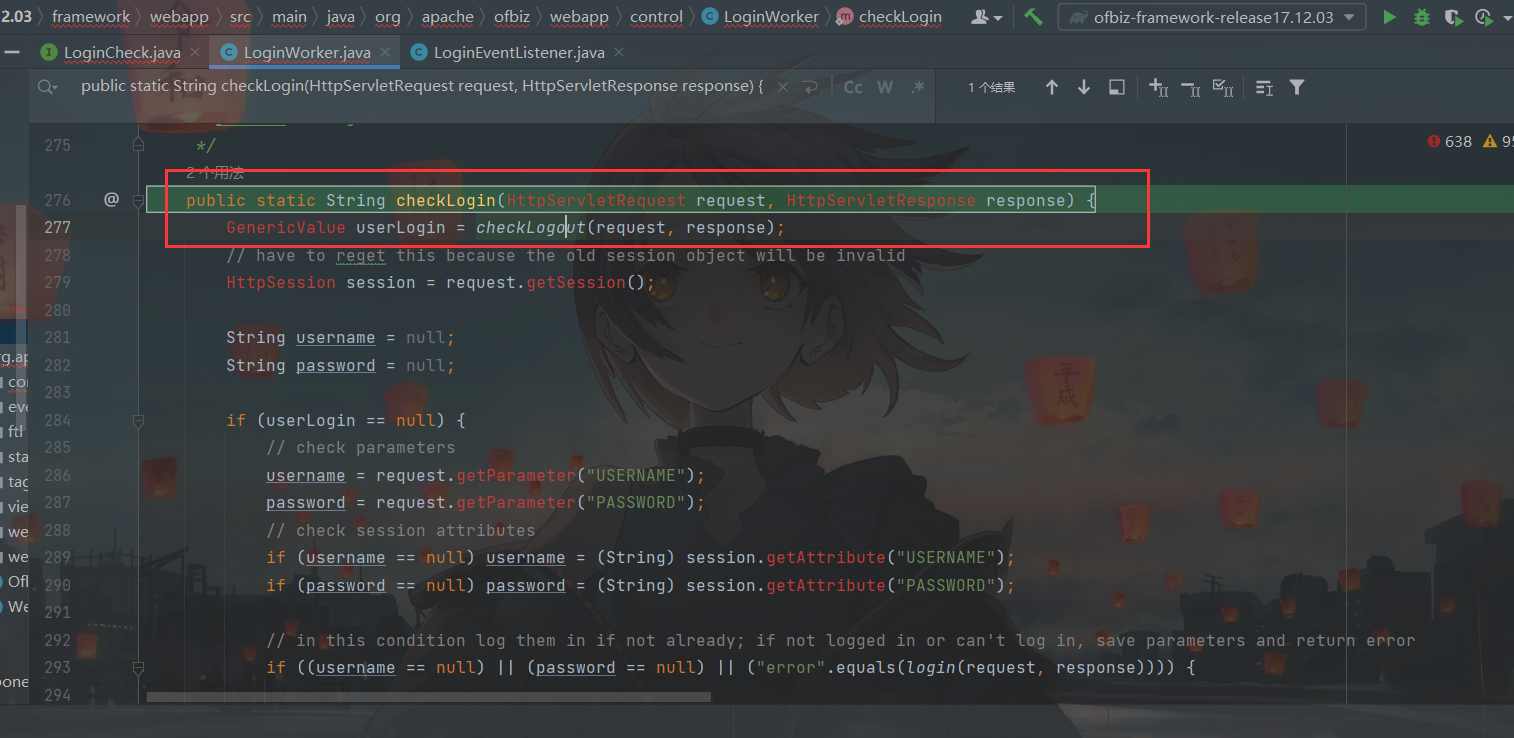 2.03 framework webapp src main java org apache ofbiz webapp control LoginWorker checkLogin ofbiz-framework-release17.12.03
LoginCheck.java LoginWorker.java LoginEventListener.java
public static String checkLogin(HttpServletRequest request, HttpServletResponse response) { Cc W .* 1 个结果
638 95
275 */
2 个用法
276 @ public static String checkLogin(HttpServletRequest request, HttpServletResponse response) {
277 GenericValue userLogin = checkLogout(request, response);
278 // have to reget this because the old session object will be invalid
279 HttpSession session = request.getSession();
280
281 String username = null;
282 String password = null;
283
284 if (userLogin == null) {
285 // check parameters
286 username = request.getParameter("USERNAME");
287 password = request.getParameter("PASSWORD");
288 // check session attributes
289 if (username == null) username = (String) session.getAttribute("USERNAME");
290 if (password == null) password = (String) session.getAttribute("PASSWORD");
291
292 // in this condition log them in if not already; if not logged in or can't log in, save parameters and return error
293 if ((username == null) || (password == null) || ("error".equals(login(request, response)))) {
294
rg.ap
co
eve
ftl
sta
tag
vie
we
we
Ofl
We
pone
平成